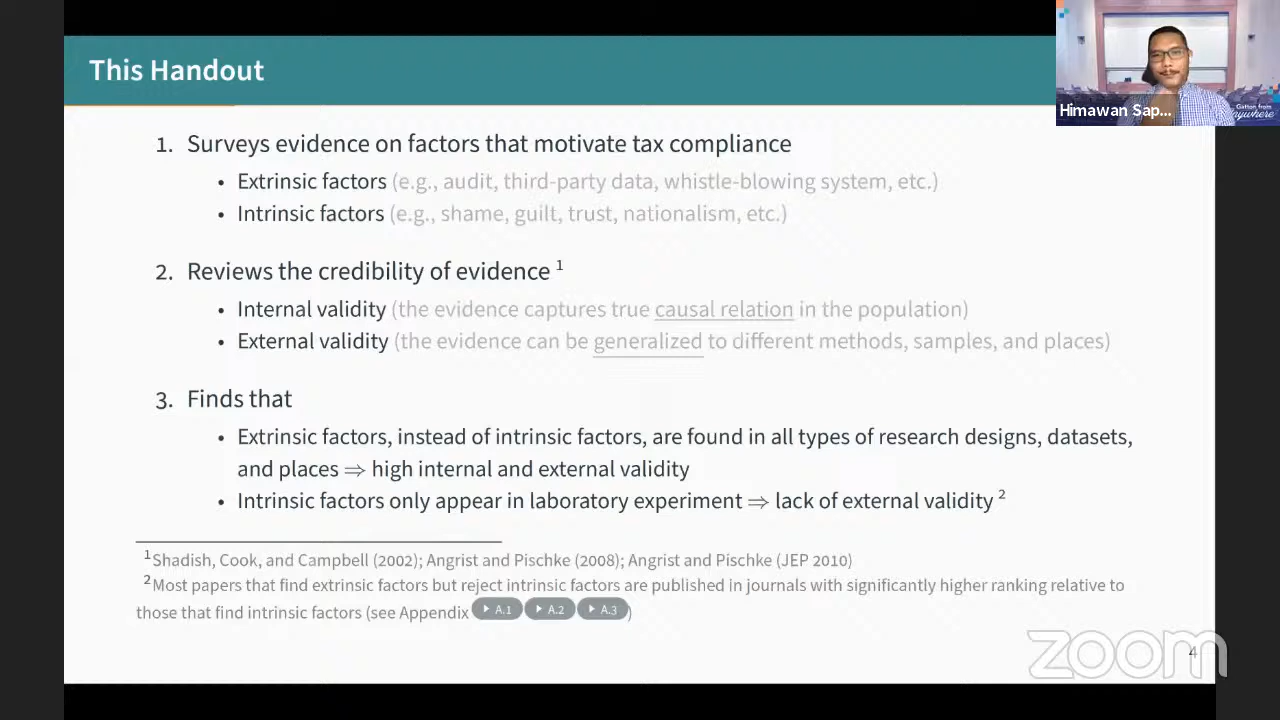 This Handout
1. Surveys evidence on factors that motivate tax compliance
• Extrinsic factors (e.g., audit, third-party data, whistle-blowing system, etc.)
• Intrinsic factors (e.g., shame, guilt, trust, nationalism, etc.)
2. Reviews the credibility of evidence 1
• Internal validity (the evidence captures true causal relation in the population)
• External validity (the evidence can be generalized to different methods, samples, and places)
3. Finds that
• Extrinsic factors, instead of intrinsic factors, are found in all types of research designs, datasets,
and places ⇒ high internal and external validity
• Intrinsic factors only appear in laboratory experiment ⇒ lack of external validity 2
1 Shadish, Cook, and Campbell (2002); Angrist and Pischke (2008); Angrist and Pischke (JEP 2010)
2 Most papers that find extrinsic factors but reject intrinsic factors are published in journals with significantly higher ranking relative to
those that find intrinsic factors (see Appendix A.1 A.2 A.3)
4
zoom
Himawan Sap...
Gatton from
anywhere